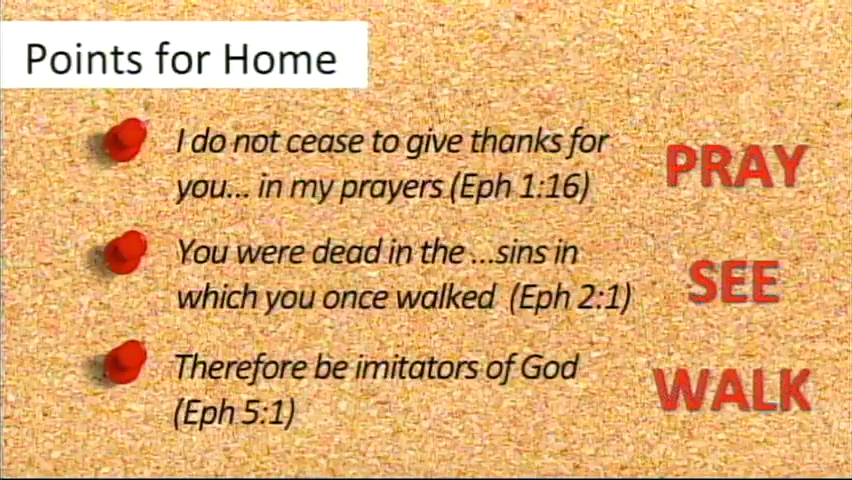 Points for Home
I do not cease to give thanks for
you... in my prayers (Eph 1:16)
PRAY
You were dead in the ...sins in
which you once walked (Eph 2:1)
SEE
Therefore be imitators of God
(Eph 5:1)
WALK